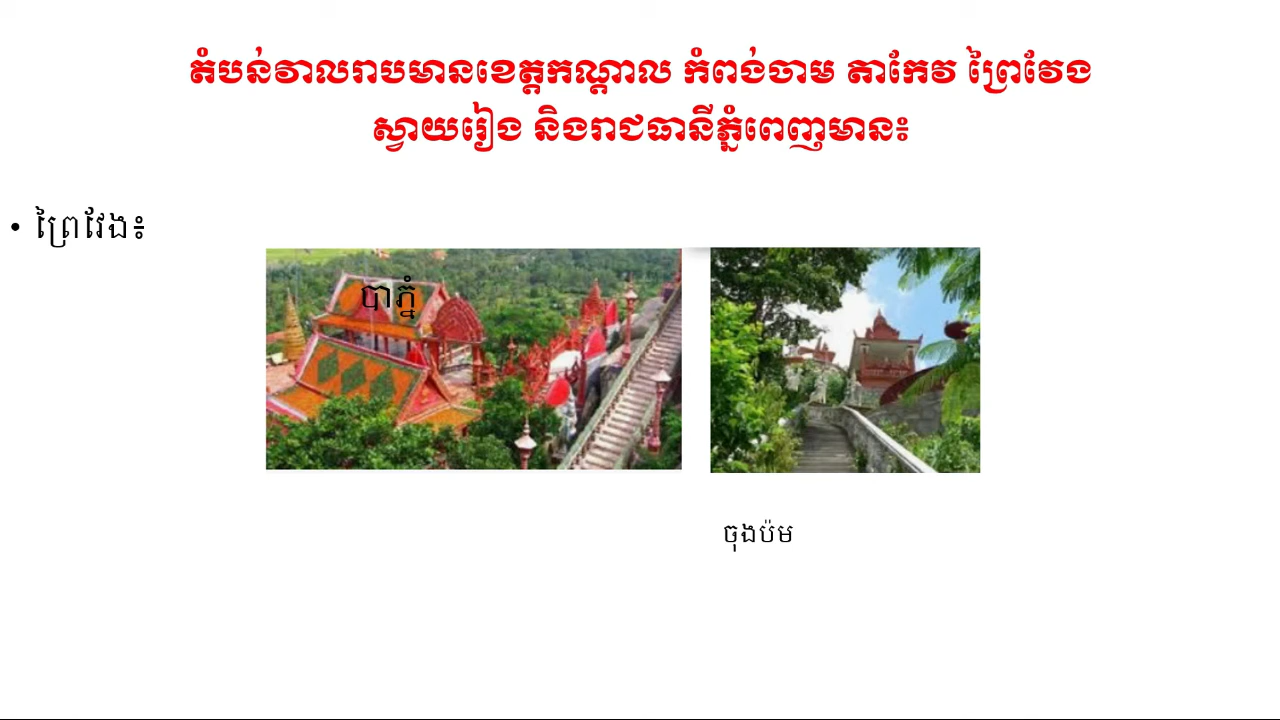 តំបន់វាលរាបមានខេត្តកណ្តាល កំពង់ចាម តាកែវ ព្រៃវែង
ស្វាយរៀង និងរាជធានីភ្នំពេញមាន៖
• ព្រៃវែង៖
បាភ្នំ
ចុងប៉ម